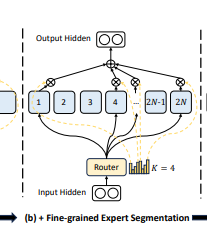 Output Hidden
1 2 3 4 ... 2N-1 2N
Router K = 4
Input Hidden
(b) + Fine-grained Expert Segmentation